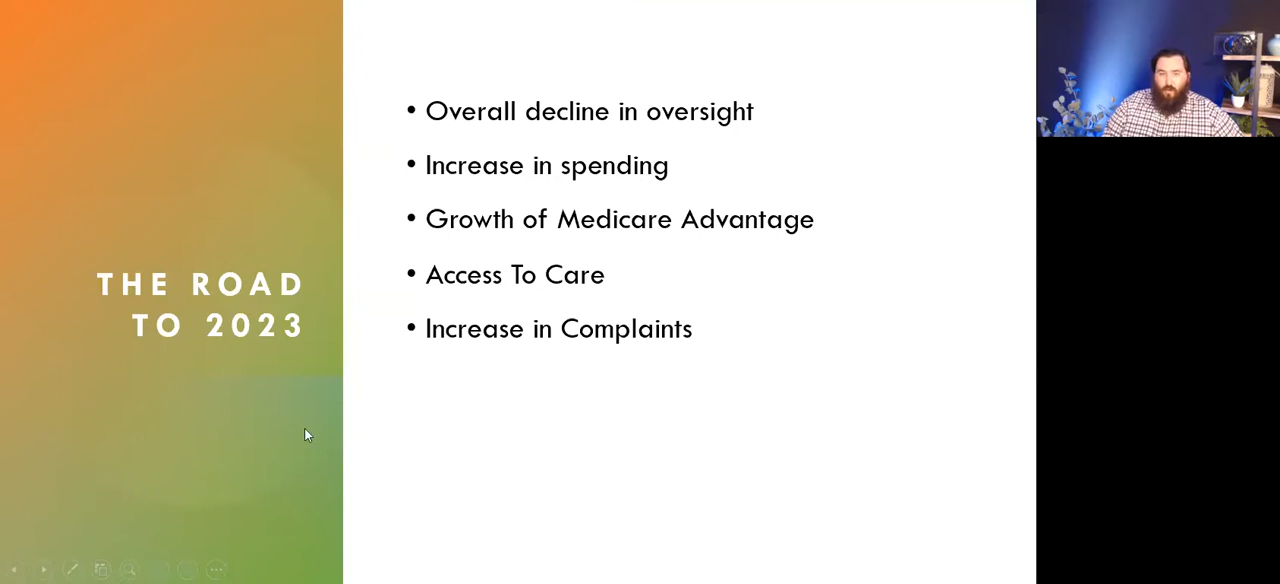 THE ROAD
TO 2023
• Overall decline in oversight
• Increase in spending
• Growth of Medicare Advantage
• Access To Care
• Increase in Complaints